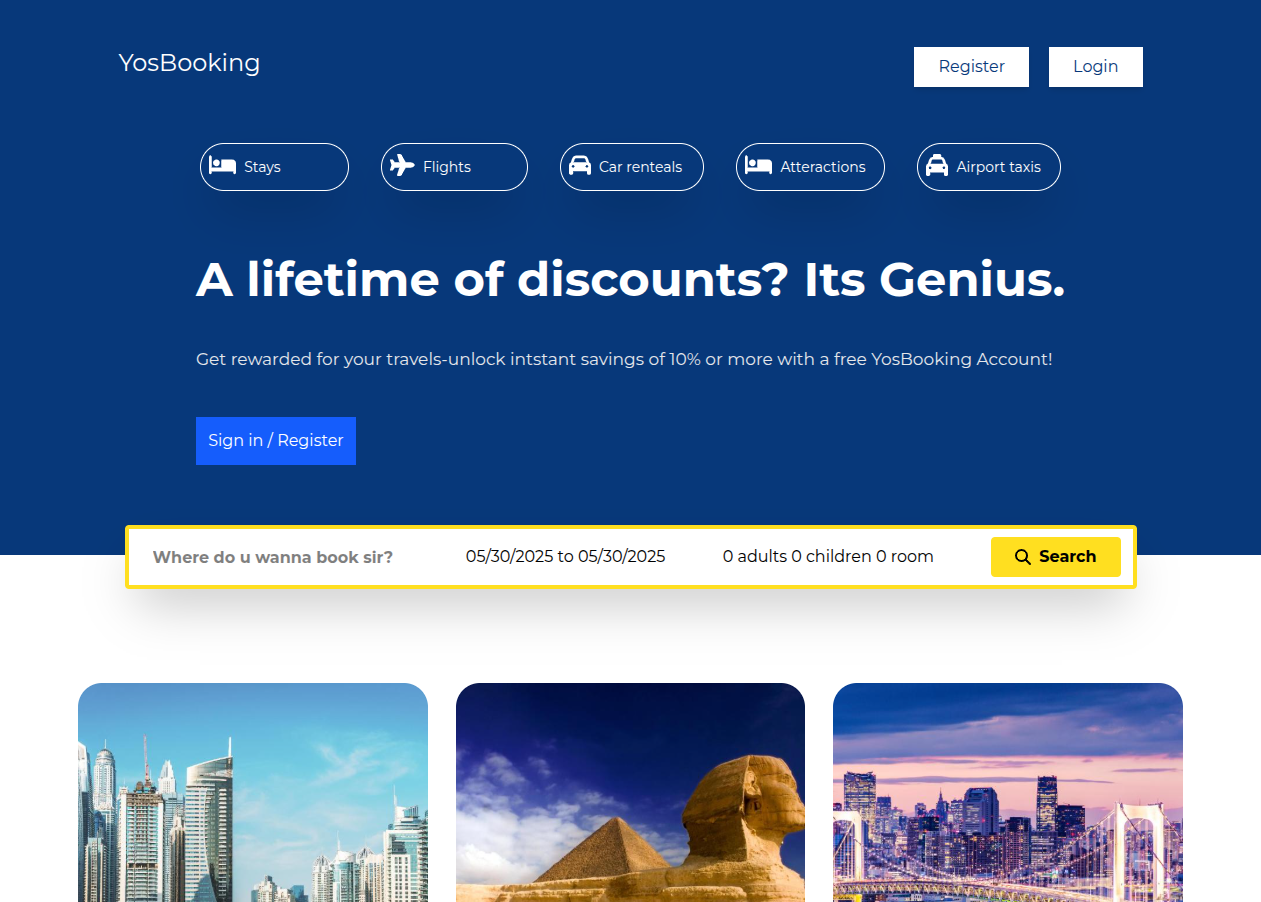 YosBooking
Register
Login
Stays
Flights
Car renteals
Atteractions
Airport taxis
A lifetime of discounts? Its Genius.
Get rewarded for your travels-unlock intstant savings of 10% or more with a free YosBooking Account!
Sign in / Register
Where do u wanna book sir?
05/30/2025 to 05/30/2025
0 adults 0 children 0 room
Search